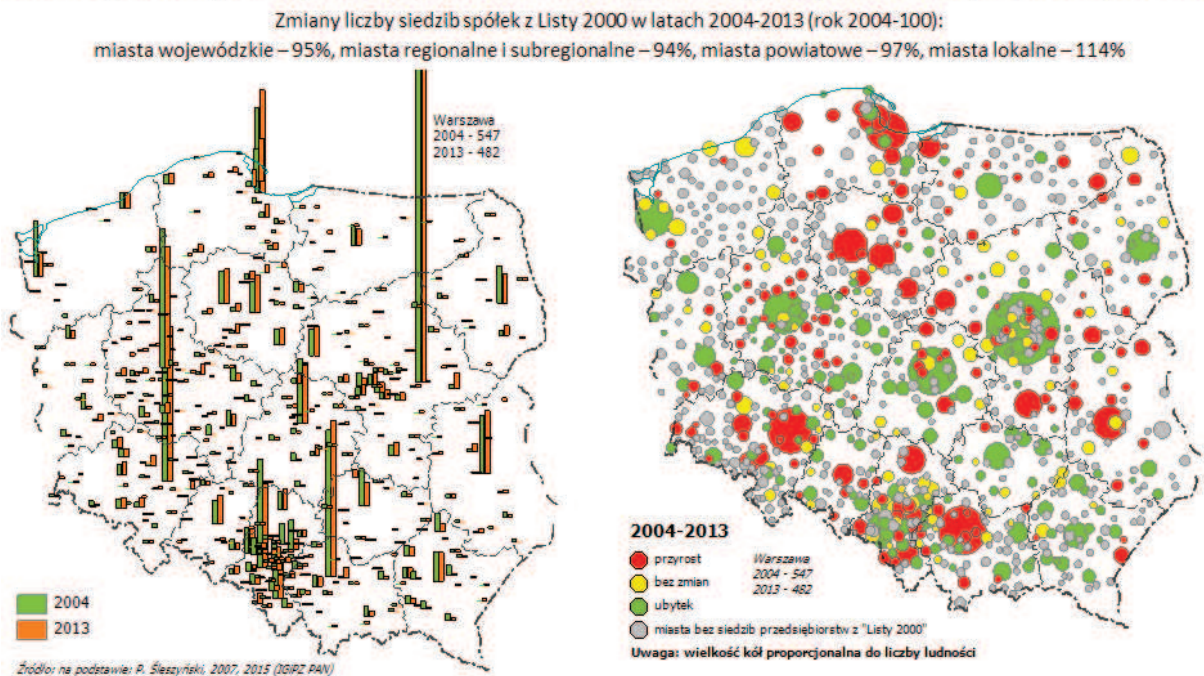 Zmiany liczby siedzib spółek z Listy 2000 w latach 2004-2013 (rok 2004-100):
miasta wojewódzkie – 95%, miasta regionalne i subregionalne – 94%, miasta powiatowe – 97%, miasta lokalne – 114%
Warszawa
2004 - 547
2013 - 482
2004
2013
Źródło: na podstawie: P. Śleszyński, 2007, 2015 (IGiPZ PAN)
2004-2013
przyrost
bez zmian
ubytek
miasta bez siedzib przedsiębiorstw z "Listy 2000"
Warszawa
2004 - 547
2013 - 482
Uwaga: wielkość kół proporcjonalna do liczby ludności